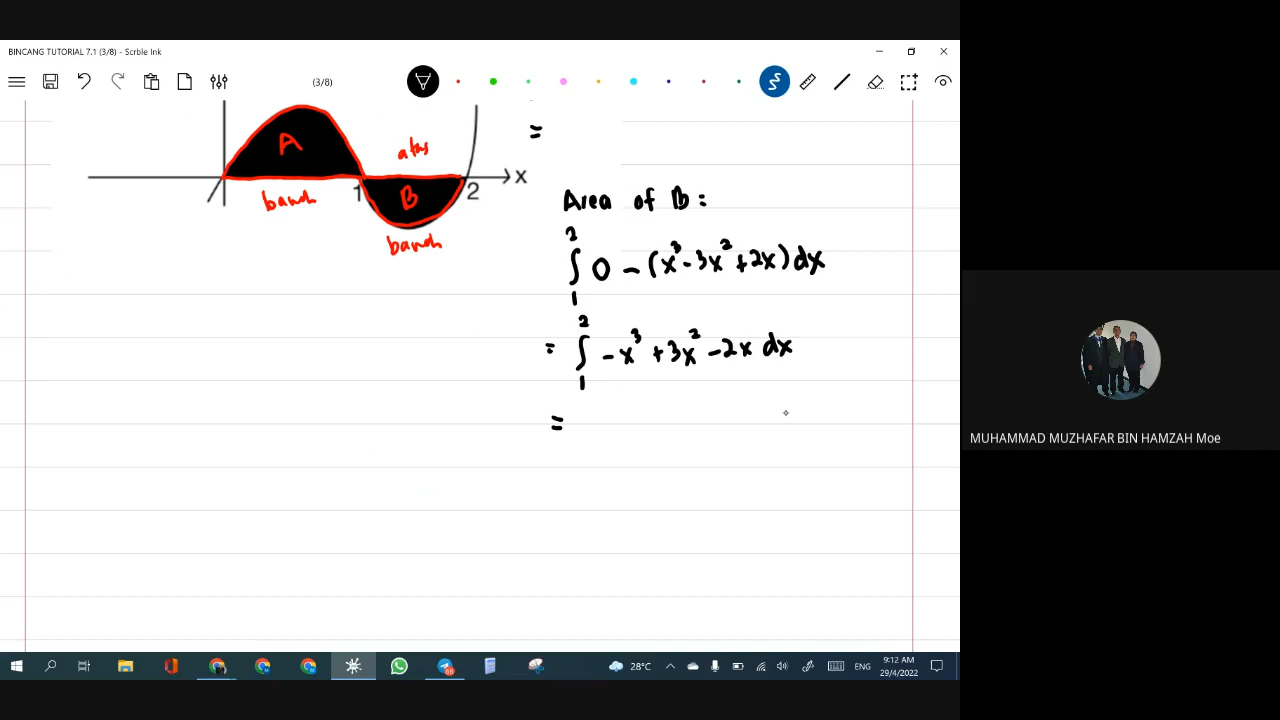 BINCANG TUTORIAL 7.1 (3/8) - Scrble Ink
(3/8)
A
atas
=
1
B
2
x
bawah
bawah
Area of B:
∫₁² 0 - (x³ - 3x² + 2x) dx
= ∫₁² -x³ + 3x² - 2x dx
=
MUHAMMAD MUZHAFAR BIN HAMZAH Moe
66
28°C
ENG
9:12 AM
29/4/2022